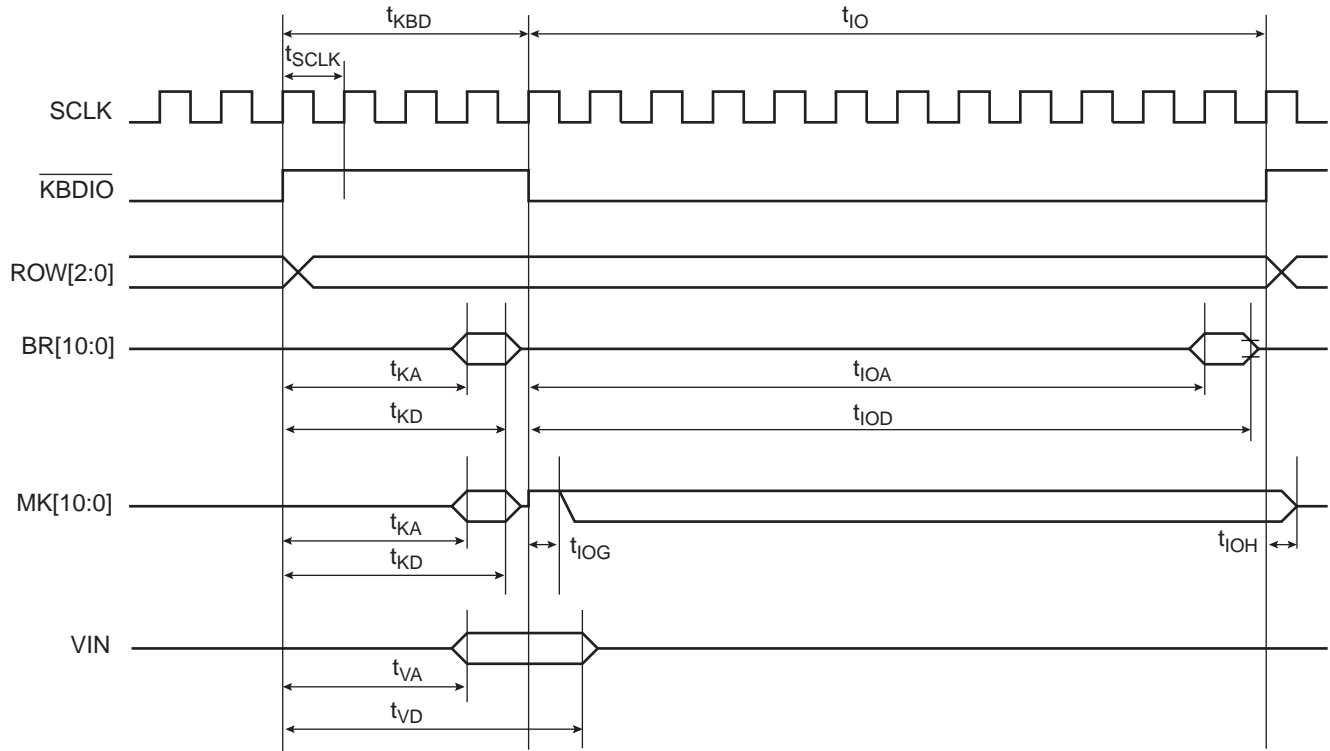 tKBD tIO
tSCLK
SCLK
KBDIO
ROW[2:0]
BR[10:0]
tKA tIOA
tKD tIOD
MK[10:0]
tKA tIOG tIOH
tKD
VIN
tVA
tVD